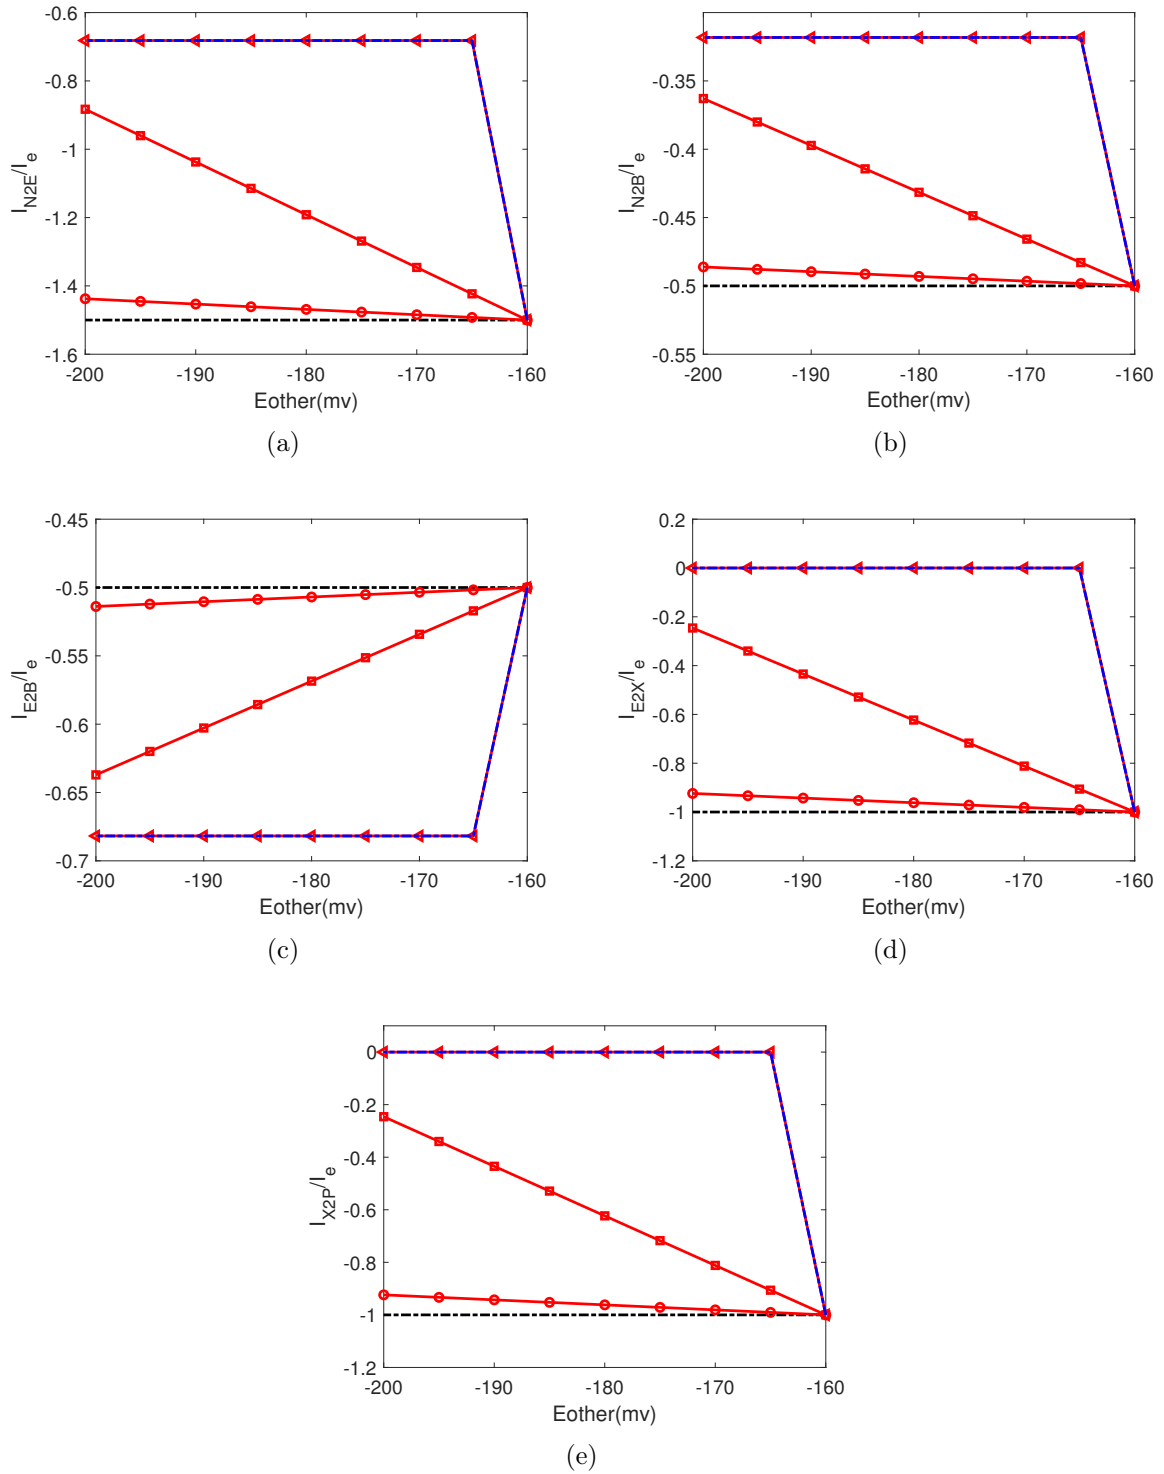 -0.6
-0.8
-1
-1.2
-1.4
-1.6
I_N2E/I_e
-200 -190 -180 -170 -160
Eother(mv)
(a)
-0.35
-0.4
-0.45
-0.5
-0.55
I_N2B/I_e
-200 -190 -180 -170 -160
Eother(mv)
(b)
-0.45
-0.5
-0.55
-0.6
-0.65
-0.7
I_E2B/I_e
-200 -190 -180 -170 -160
Eother(mv)
(c)
0.2
0
-0.2
-0.4
-0.6
-0.8
-1
-1.2
I_E2X/I_e
-200 -190 -180 -170 -160
Eother(mv)
(d)
0
-0.2
-0.4
-0.6
-0.8
-1
-1.2
I_X2P/I_e
-200 -190 -180 -170 -160
Eother(mv)
(e)